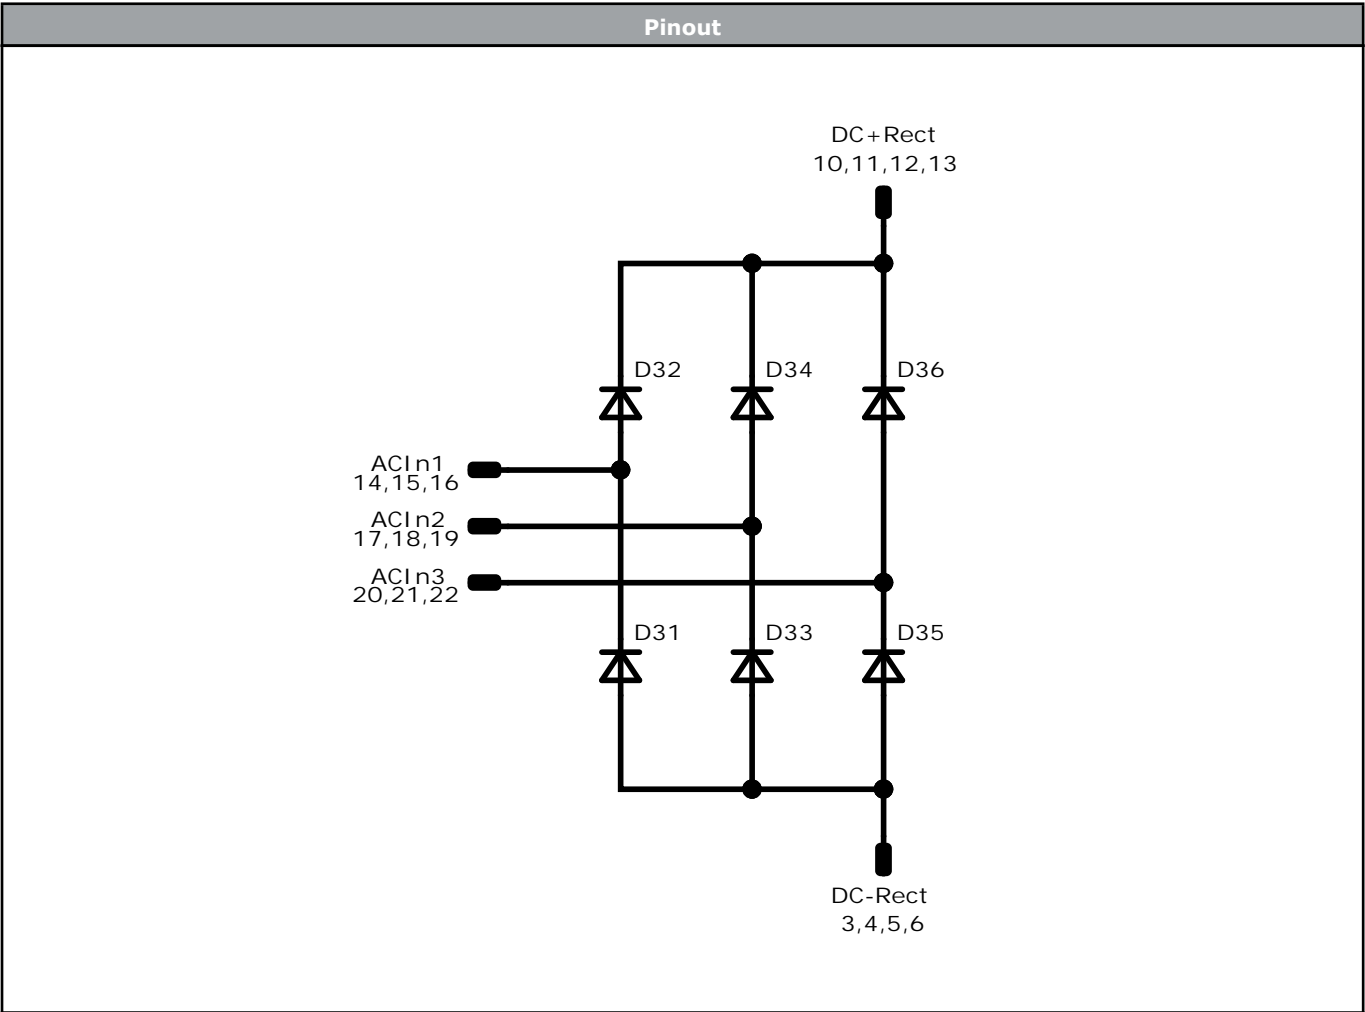 Pinout
DC+Rect
10,11,12,13
D32
D34
D36
ACIn1
14,15,16
ACIn2
17,18,19
ACIn3
20,21,22
D31
D33
D35
DC-Rect
3,4,5,6